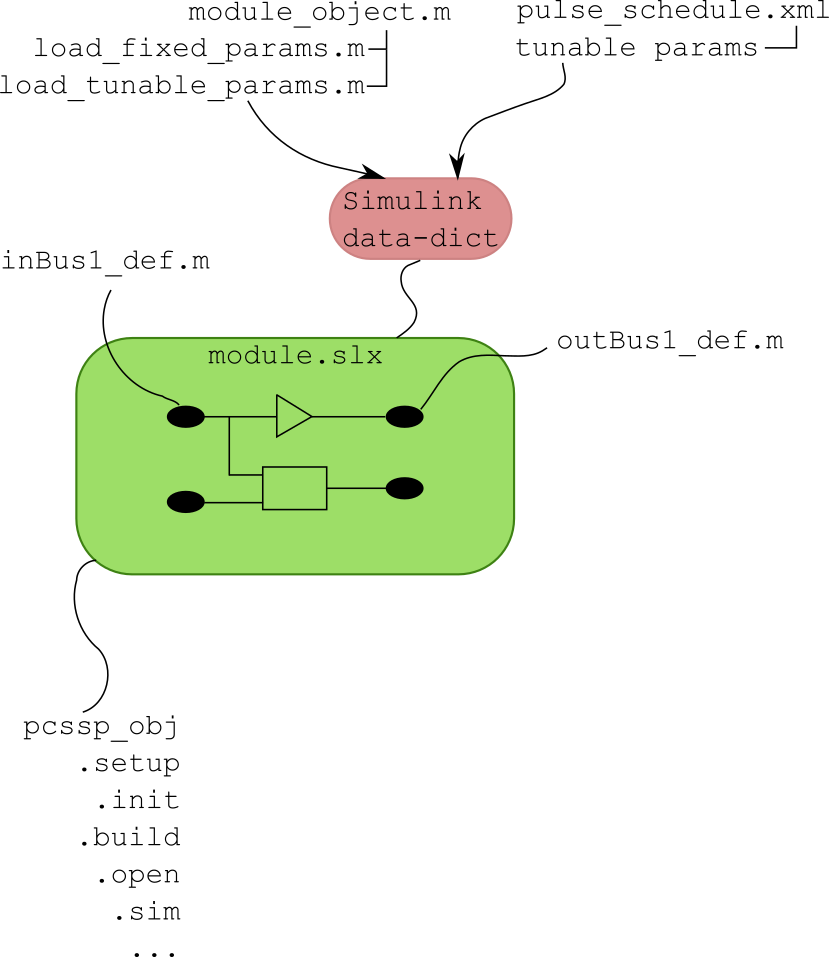 module_object.m
load_fixed_params.m
load_tunable_params.m
pulse_schedule.xml
tunable params
Simulink
data-dict
inBus1_def.m
outBus1_def.m
module.slx
pcssp_obj
.setup
.init
.build
.open
.sim
...